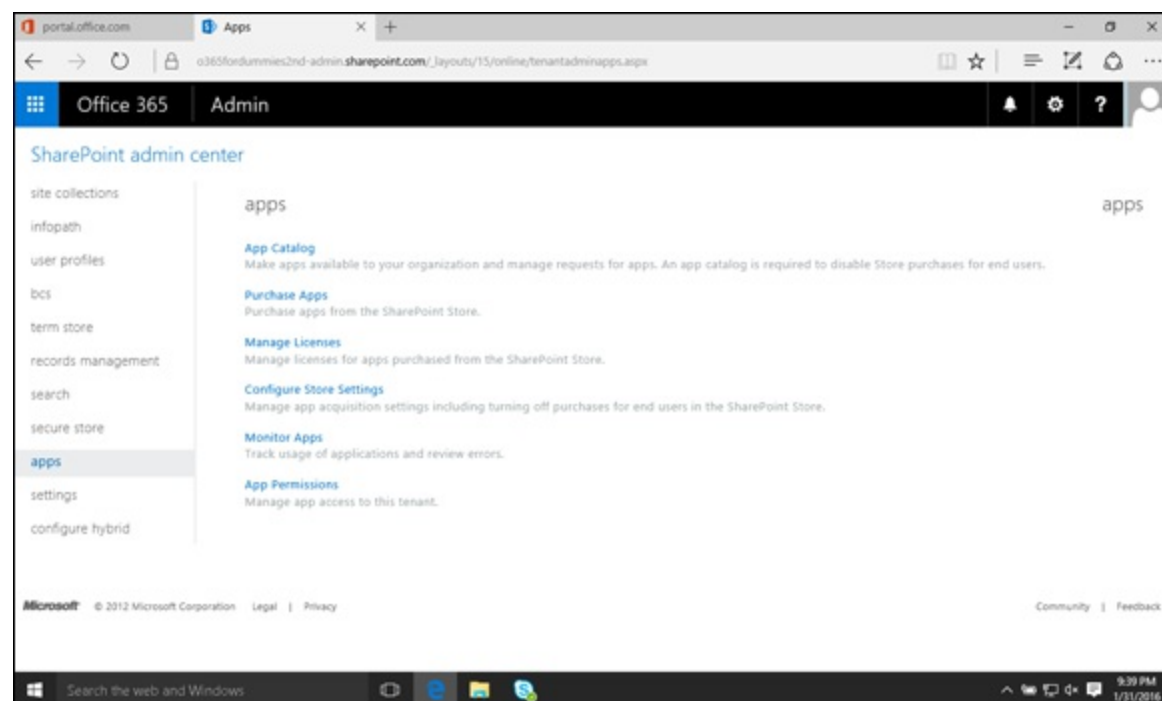 portal.office.com
Apps
o365fordummies2nd-admin.sharepoint.com/_layouts/15/online/tenantadminapps.aspx
Office 365
Admin
?
SharePoint admin center
site collections
infopath
user profiles
bcs
term store
records management
search
secure store
apps
settings
configure hybrid
apps
apps
App Catalog
Make apps available to your organization and manage requests for apps. An app catalog is required to disable Store purchases for end users.
Purchase Apps
Purchase apps from the SharePoint Store.
Manage Licenses
Manage licenses for apps purchased from the SharePoint Store.
Configure Store Settings
Manage app acquisition settings including turning off purchases for end users in the SharePoint Store.
Monitor Apps
Track usage of applications and review errors.
App Permissions
Manage app access to this tenant.
Microsoft © 2012 Microsoft Corporation Legal | Privacy
Community | Feedback
Search the web and Windows
9:39 PM
1/31/2016